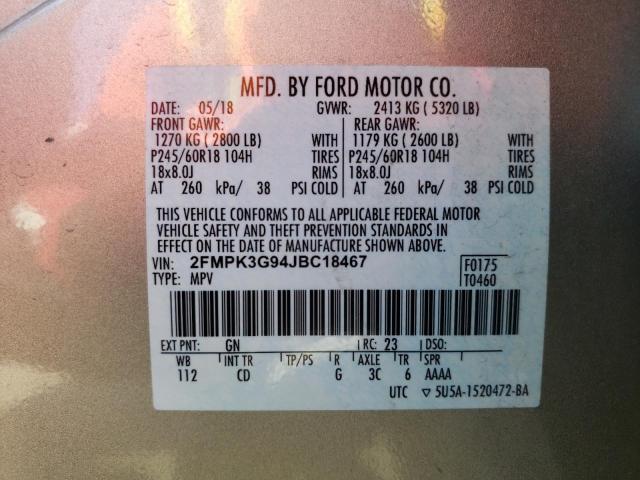 MFD. BY FORD MOTOR CO.
DATE: 05/18 GVWR: 2413 KG ( 5320 LB)
FRONT GAWR: REAR GAWR:
1270 KG ( 2800 LB) WITH 1179 KG ( 2600 LB) WITH
P245/60R18 104H TIRES P245/60R18 104H TIRES
18x8.0J RIMS 18x8.0J RIMS
AT 260 kPa/ 38 PSI COLD AT 260 kPa/ 38 PSI COLD
THIS VEHICLE CONFORMS TO ALL APPLICABLE FEDERAL MOTOR
VEHICLE SAFETY AND THEFT PREVENTION STANDARDS IN
EFFECT ON THE DATE OF MANUFACTURE SHOWN ABOVE.
VIN: 2FMPK3G94JBC18467 F0175
TYPE: MPV T0460
EXT PNT: GN RC: 23 DSO:
WB INT TR TP/PS R AXLE TR SPR
112 CD G 3C 6 AAAA
UTC ▽ 5U5A-1520472-BA